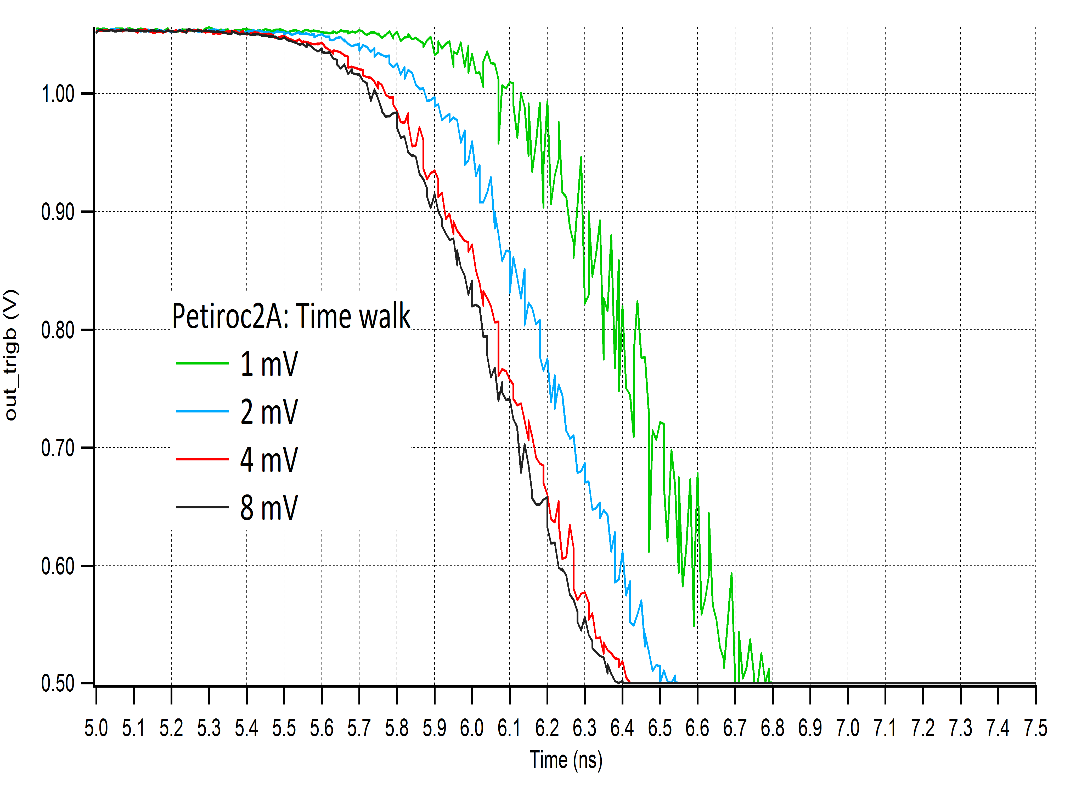 1.00
0.90
0.80
0.70
0.60
0.50
out_trigb (V)
Petiroc2A: Time walk
1 mV
2 mV
4 mV
8 mV
5.0 5.1 5.2 5.3 5.4 5.5 5.6 5.7 5.8 5.9 6.0 6.1 6.2 6.3 6.4 6.5 6.6 6.7 6.8 6.9 7.0 7.1 7.2 7.3 7.4 7.5
Time (ns)